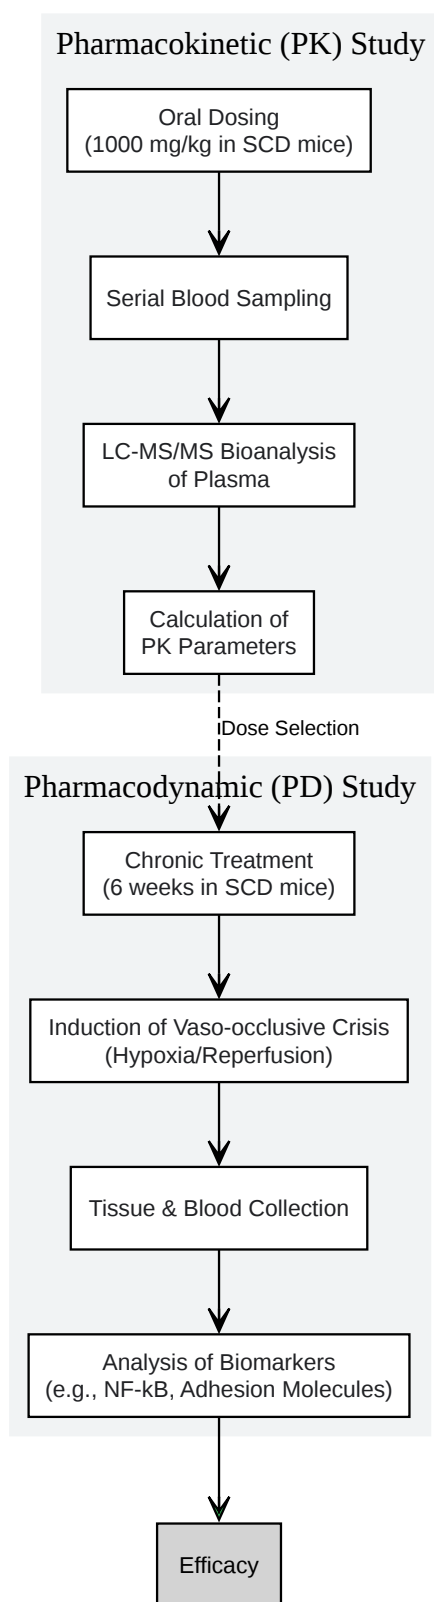 Pharmacokinetic (PK) Study
Oral Dosing
(1000 mg/kg in SCD mice)
Serial Blood Sampling
LC-MS/MS Bioanalysis
of Plasma
Calculation of
PK Parameters
Dose Selection
Pharmacodynamic (PD) Study
Chronic Treatment
(6 weeks in SCD mice)
Induction of Vaso-occlusive Crisis
(Hypoxia/Reperfusion)
Tissue & Blood Collection
Analysis of Biomarkers
(e.g., NF-kB, Adhesion Molecules)
Efficacy